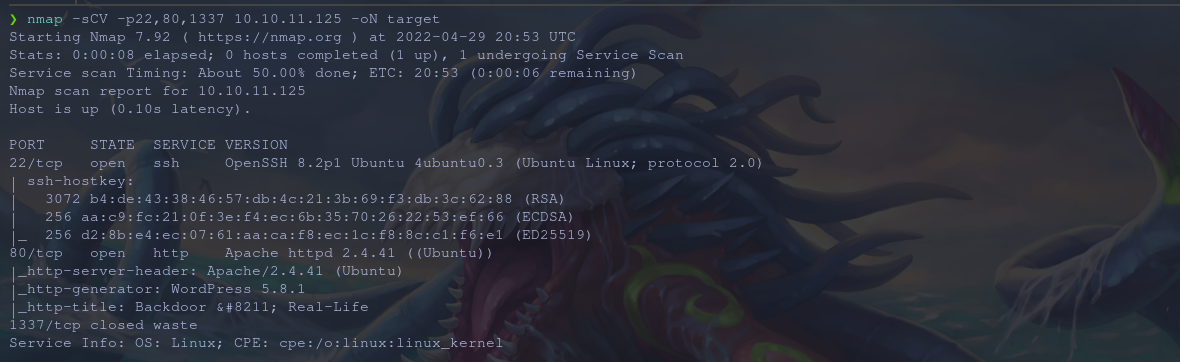 ❯ nmap -sCV -p22,80,1337 10.10.11.125 -oN target
Starting Nmap 7.92 ( https://nmap.org ) at 2022-04-29 20:53 UTC
Stats: 0:00:08 elapsed; 0 hosts completed (1 up), 1 undergoing Service Scan
Service scan Timing: About 50.00% done; ETC: 20:53 (0:00:06 remaining)
Nmap scan report for 10.10.11.125
Host is up (0.10s latency).
PORT     STATE  SERVICE VERSION
22/tcp   open   ssh     OpenSSH 8.2p1 Ubuntu 4ubuntu0.3 (Ubuntu Linux; protocol 2.0)
| ssh-hostkey:
|   3072 b4:de:43:38:46:57:db:4c:21:3b:69:f3:db:3c:62:88 (RSA)
|   256 aa:c9:fc:21:0f:3e:f4:ec:6b:35:70:26:22:53:ef:66 (ECDSA)
|_  256 d2:8b:e4:ec:07:61:aa:ca:f8:ec:1c:f8:8c:c1:f6:e1 (ED25519)
80/tcp   open   http    Apache httpd 2.4.41 ((Ubuntu))
|_http-server-header: Apache/2.4.41 (Ubuntu)
|_http-generator: WordPress 5.8.1
|_http-title: Backdoor &#8211; Real-Life
1337/tcp closed waste
Service Info: OS: Linux; CPE: cpe:/o:linux:linux_kernel